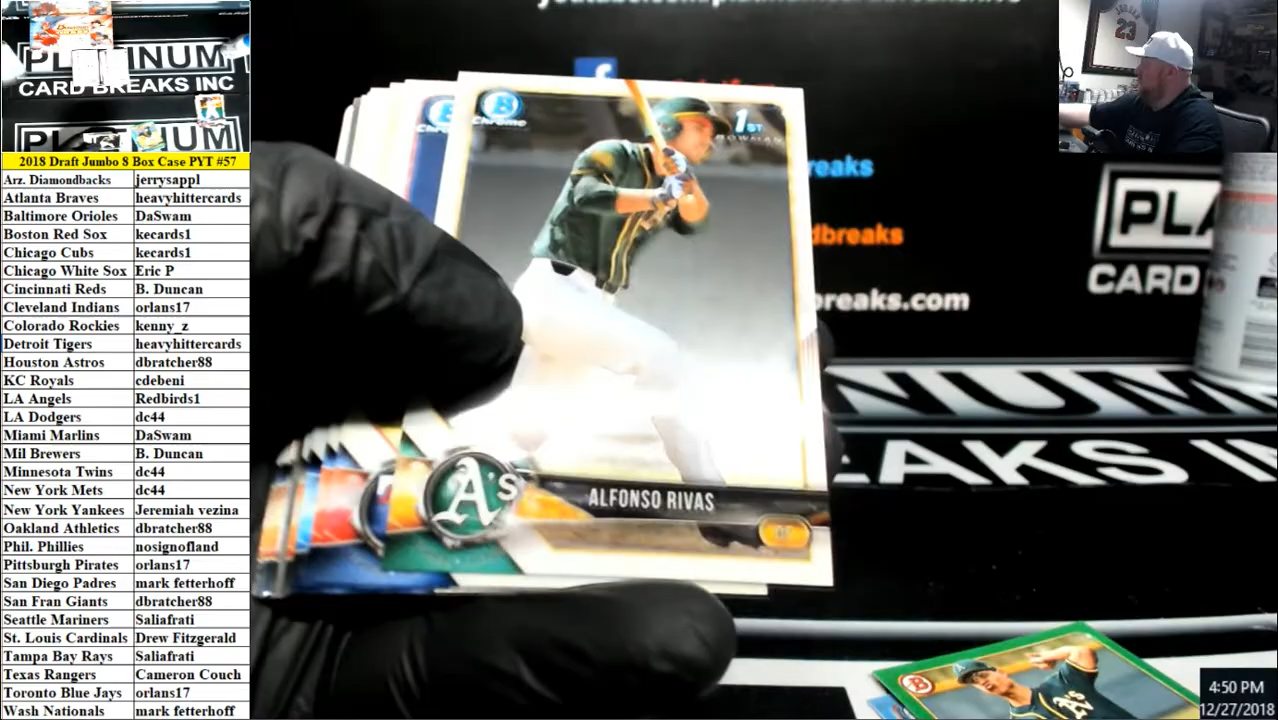 PLATINUM
CARD BREAKS INC
23
2018 Draft Jumbo 8 Box Case PYT #57
Arz. Diamondbacks jerrysappl
Atlanta Braves heavyhittercards
Baltimore Orioles DaSwam
Boston Red Sox kecards1
Chicago Cubs kecards1
Chicago White Sox Eric P
Cincinnati Reds B. Duncan
Cleveland Indians orlans17
Colorado Rockies kenny_z
Detroit Tigers heavyhittercards
Houston Astros dbratcher88
KC Royals cdebeni
LA Angels Redbirds1
LA Dodgers dc44
Miami Marlins DaSwam
Mil Brewers B. Duncan
Minnesota Twins dc44
New York Mets dc44
New York Yankees Jeremiah vezina
Oakland Athletics dbratcher88
Phil. Phillies nosignofland
Pittsburgh Pirates orlans17
San Diego Padres mark fetterhoff
San Fran Giants dbratcher88
Seattle Mariners Saliafrati
St. Louis Cardinals Drew Fitzgerald
Tampa Bay Rays Saliafrati
Texas Rangers Cameron Couch
Toronto Blue Jays orlans17
Wash Nationals mark fetterhoff
B
Chrome
1ST
BOWMAN
A's
ALFONSO RIVAS
f
breaks
dbreaks
breaks.com
PLA
CARD
NUM
EAKS IN
B
A's
4:50 PM
12/27/2018